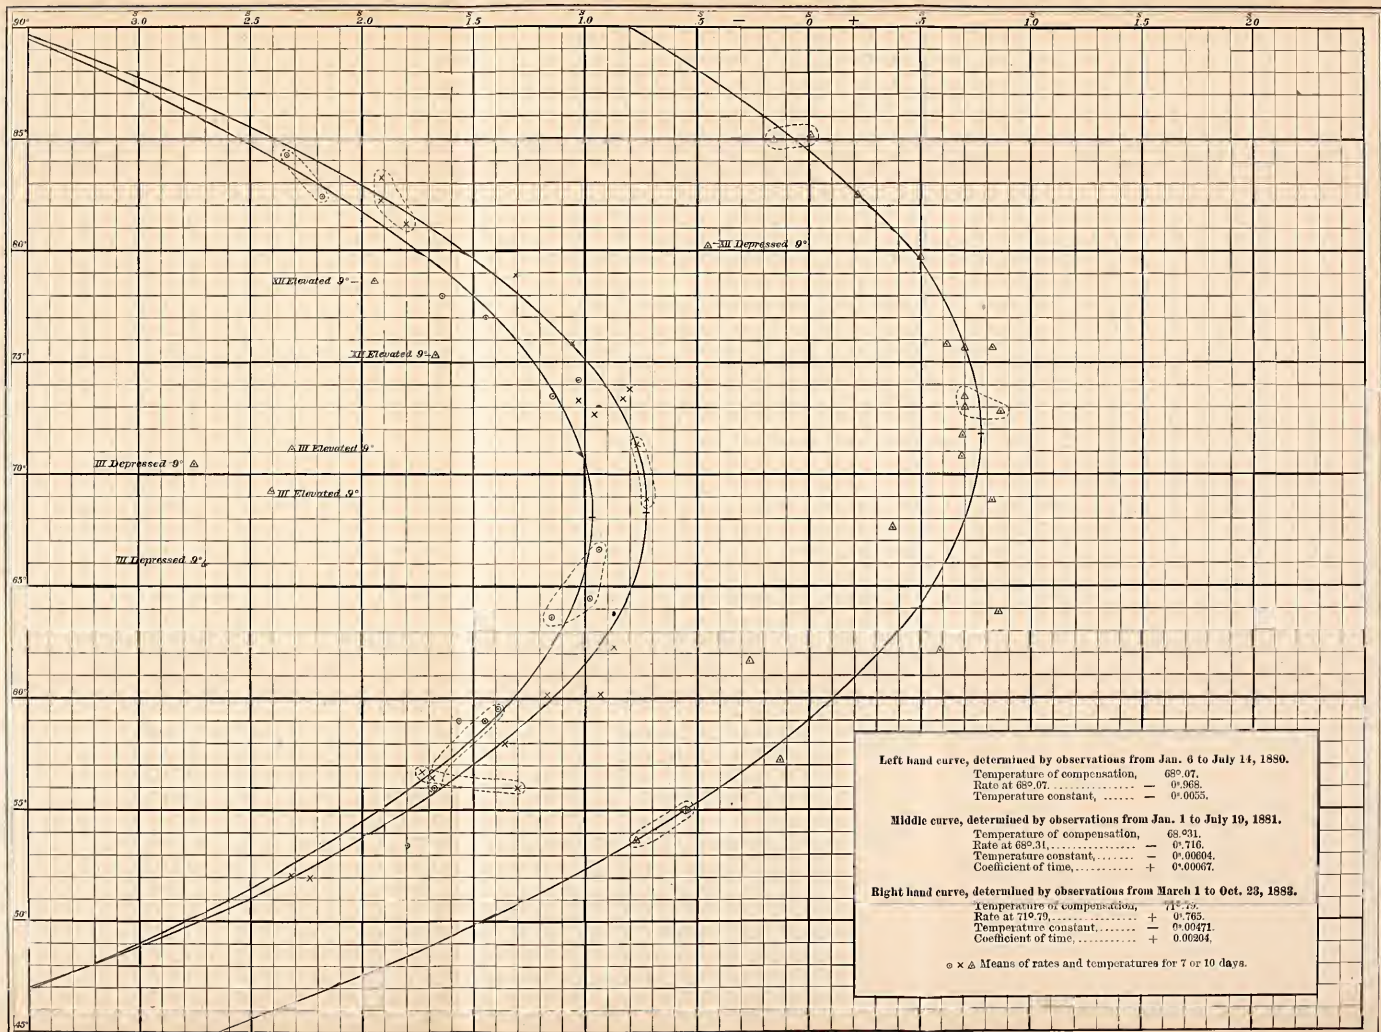 90° 3.0 2.5 2.0 1.5 1.0 .5 — 0 + .5 1.0 1.5 2.0
85°
80°
75°
70°
65°
60°
55°
50°
45°
XII Depressed 9°
XII Elevated 9°
XII Elevated 9°
III Elevated 9°
III Depressed 9°
III Elevated 9°
III Depressed 9°
Left hand curve, determined by observations from Jan. 6 to July 14, 1880.
Temperature of compensation, 68°.07.
Rate at 68°.07. — 0s.968.
Temperature constant, ...... — 0s.0055.
Middle curve, determined by observations from Jan. 1 to July 19, 1881.
Temperature of compensation, 68.°31.
Rate at 68°.31, ............... — 0s.716.
Temperature constant, ....... — 0s.00604.
Coefficient of time, .......... + 0s.00067.
Right hand curve, determined by observations from March 1 to Oct. 23, 1883.
Temperature of compensation, 71°.79.
Rate at 71°.79, ............... + 0s.765.
Temperature constant, ....... — 0s.00471.
Coefficient of time, ........... + 0.00204.
⊙ × △ Means of rates and temperatures for 7 or 10 days.